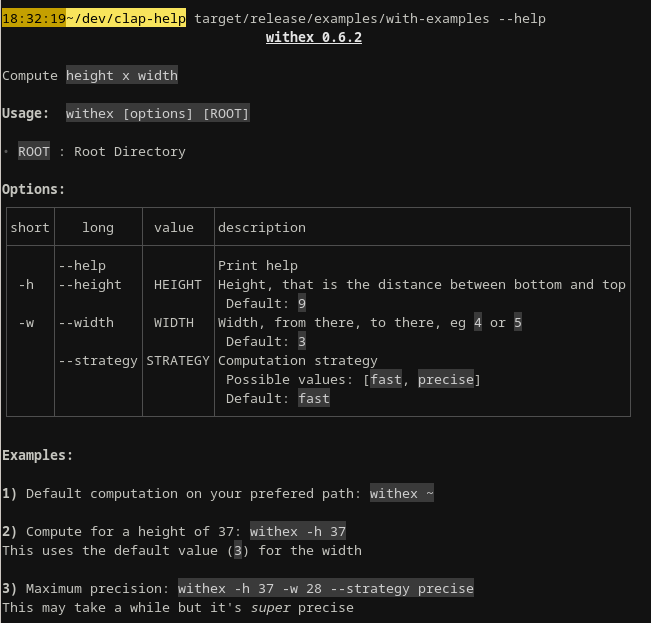 18:32:19~/dev/clap-help target/release/examples/with-examples --help
withex 0.6.2
Compute height x width
Usage: withex [options] [ROOT]
• ROOT : Root Directory
Options:
short long value description
--help Print help
-h --height HEIGHT Height, that is the distance between bottom and top
Default: 9
-w --width WIDTH Width, from there, to there, eg 4 or 5
Default: 3
--strategy STRATEGY Computation strategy
Possible values: [fast, precise]
Default: fast
Examples:
1) Default computation on your prefered path: withex ~
2) Compute for a height of 37: withex -h 37
This uses the default value (3) for the width
3) Maximum precision: withex -h 37 -w 28 --strategy precise
This may take a while but it's super precise